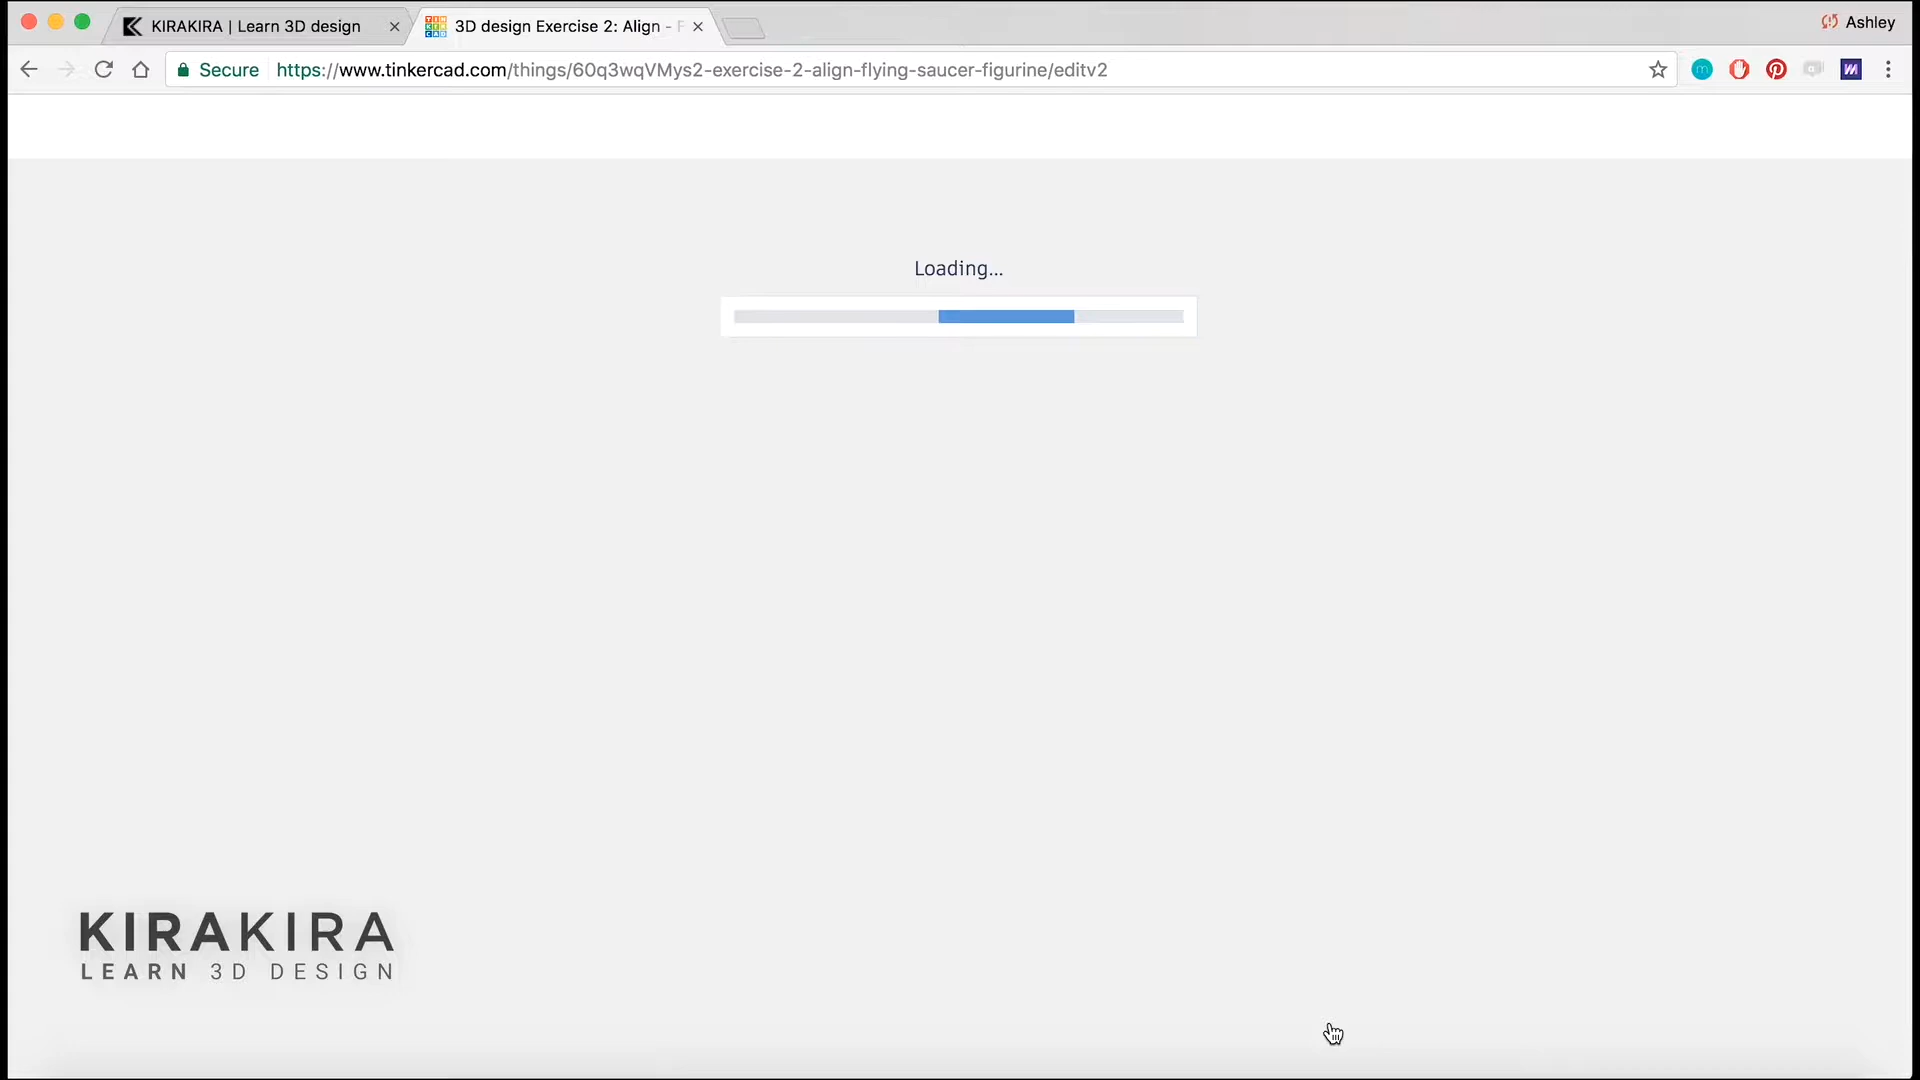 KIRAKIRA | Learn 3D design
3D design Exercise 2: Align -
Ashley
Secure
https://www.tinkercad.com/things/60q3wqVMys2-exercise-2-align-flying-saucer-figurine/editv2
Loading...
KIRAKIRA
LEARN 3D DESIGN